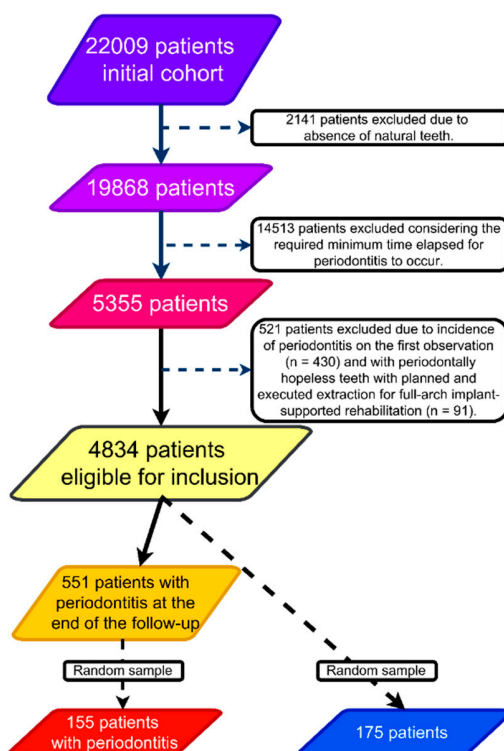 22009 patients
initial cohort
2141 patients excluded due to
absence of natural teeth.
19868 patients
14513 patients excluded considering the
required minimum time elapsed for
periodontitis to occur.
5355 patients
521 patients excluded due to incidence
of periodontitis on the first observation
(n = 430) and with periodontally
hopeless teeth with planned and
executed extraction for full-arch implant-
supported rehabilitation (n = 91).
4834 patients
eligible for inclusion
551 patients with
periodontitis at the
end of the follow-up
Random sample
Random sample
155 patients
with periodontitis
175 patients